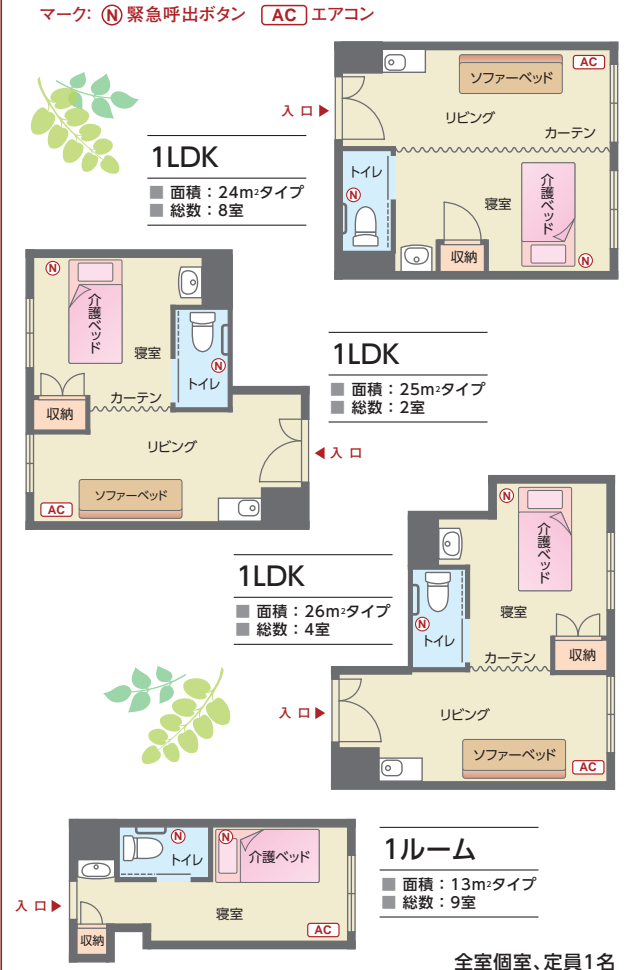 マーク: Ⓝ 緊急呼出ボタン AC エアコン
1LDK
■ 面積：24m²タイプ
■ 総数：8室
入 口▶
ソファーベッド
AC
リビング
カーテン
トイレ
N
寝室
介護ベッド
収納
N
N
介護ベッド
寝室
N
トイレ
カーテン
収納
リビング
ソファーベッド
AC
◀入 口
1LDK
■ 面積：25m²タイプ
■ 総数：2室
1LDK
■ 面積：26m²タイプ
■ 総数：4室
N
介護ベッド
寝室
N
トイレ
カーテン
収納
入 口▶
リビング
ソファーベッド
AC
入 口▶
N
トイレ
N
介護ベッド
寝室
AC
収納
1ルーム
■ 面積：13m²タイプ
■ 総数：9室
全室個室、定員1名